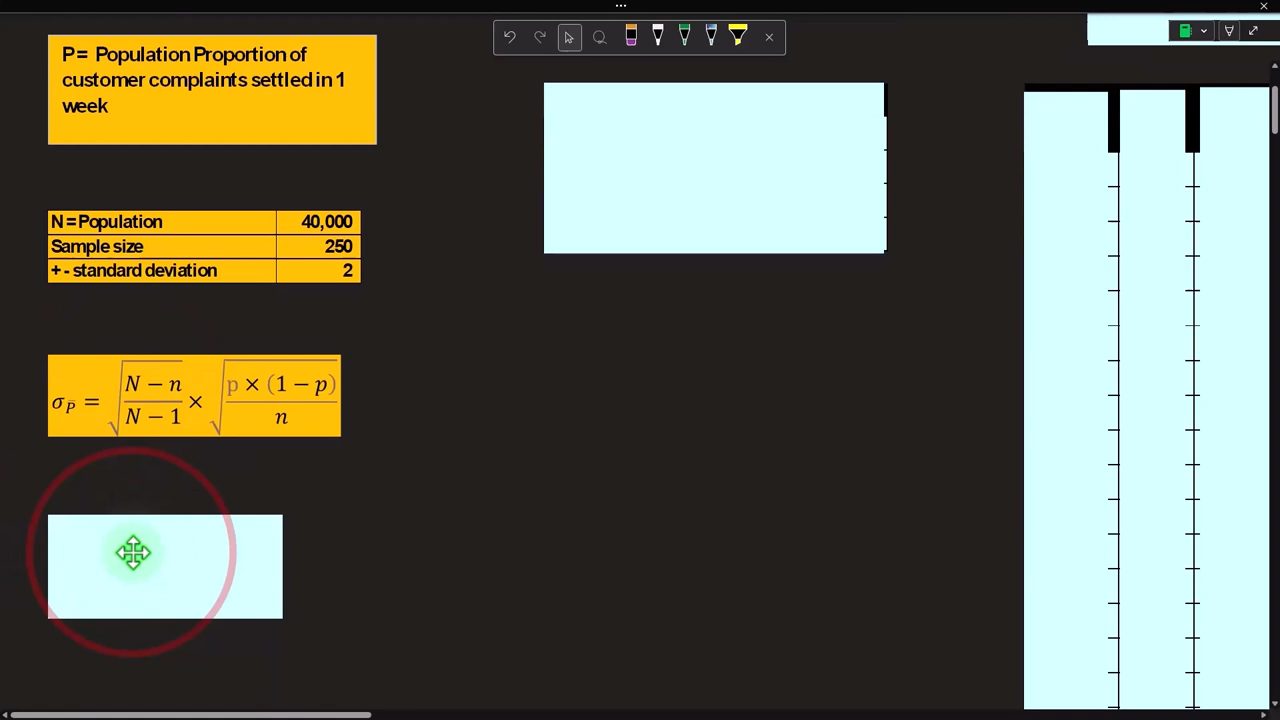 P = Population Proportion of
customer complaints settled in 1
week
N = Population 40,000
Sample size 250
+ - standard deviation 2
σ_P̄ = √((N − n)/(N − 1)) × √((p × (1 − p))/n)